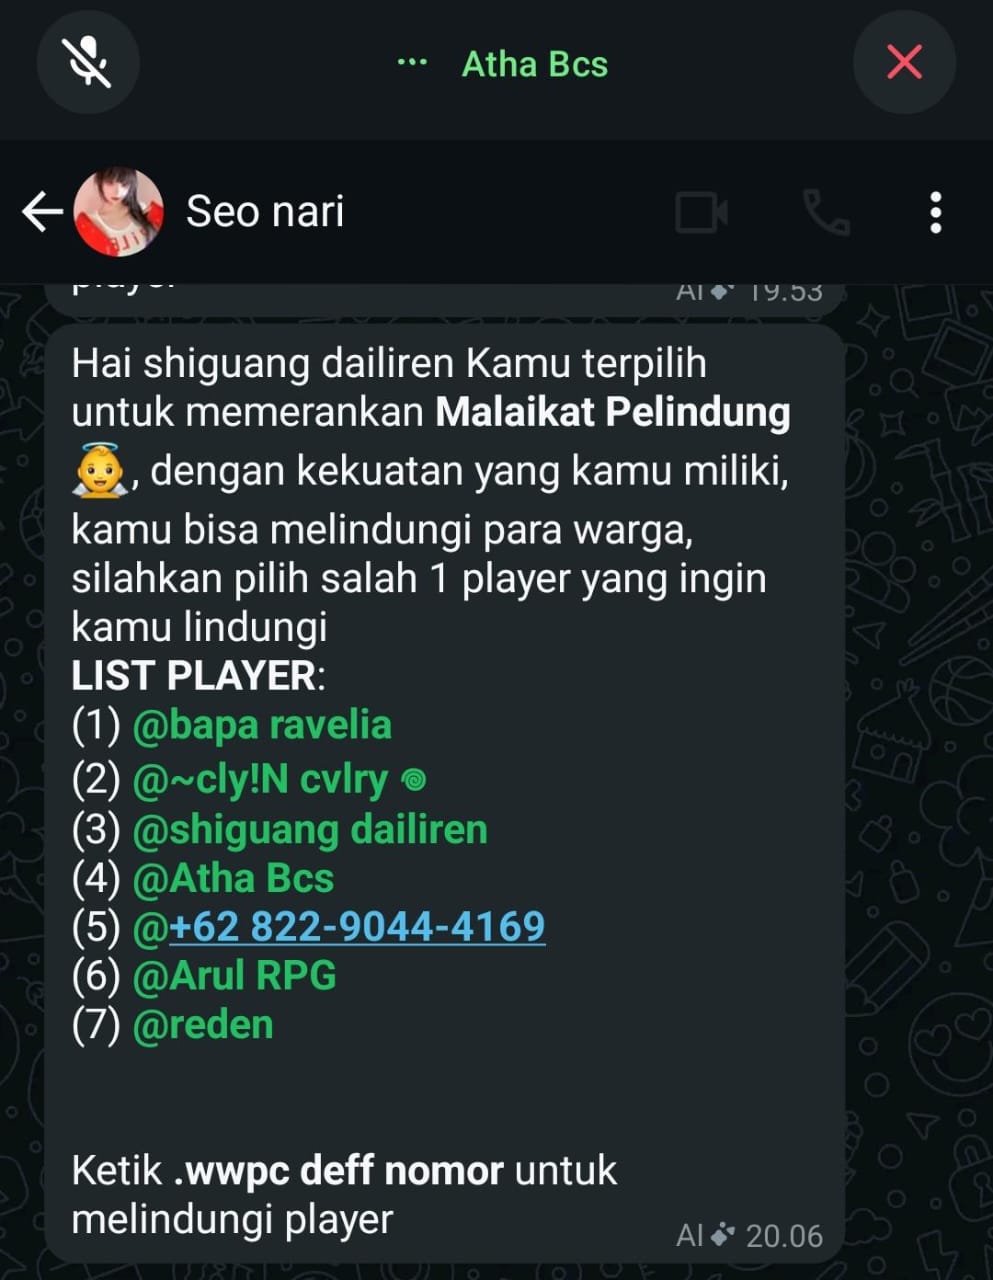 Atha Bcs
Seo nari
player
AI 19.53
Hai shiguang dailiren Kamu terpilih
untuk memerankan Malaikat Pelindung
👼, dengan kekuatan yang kamu miliki,
kamu bisa melindungi para warga,
silahkan pilih salah 1 player yang ingin
kamu lindungi
LIST PLAYER:
(1) @bapa ravelia
(2) @~cly!N cvlry ꩜
(3) @shiguang dailiren
(4) @Atha Bcs
(5) @+62 822-9044-4169
(6) @Arul RPG
(7) @reden
Ketik .wwpc deff nomor untuk
melindungi player
AI 20.06